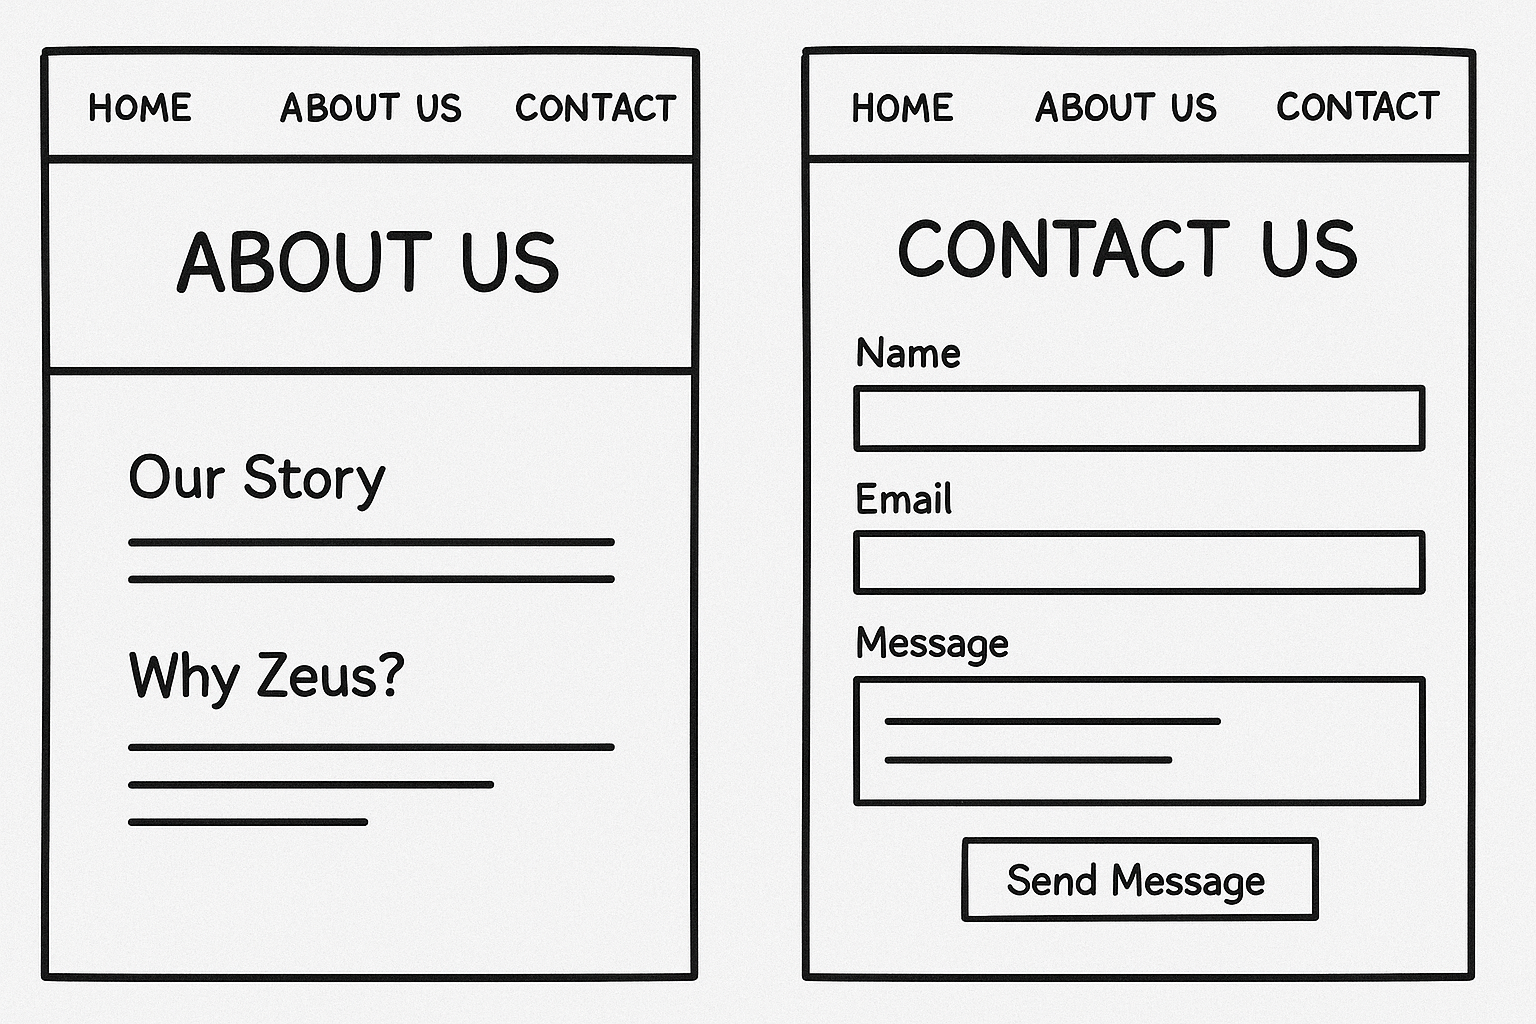 HOME ABOUT US CONTACT
ABOUT US
Our Story
Why Zeus?
HOME ABOUT US CONTACT
CONTACT US
Name
Email
Message
Send Message